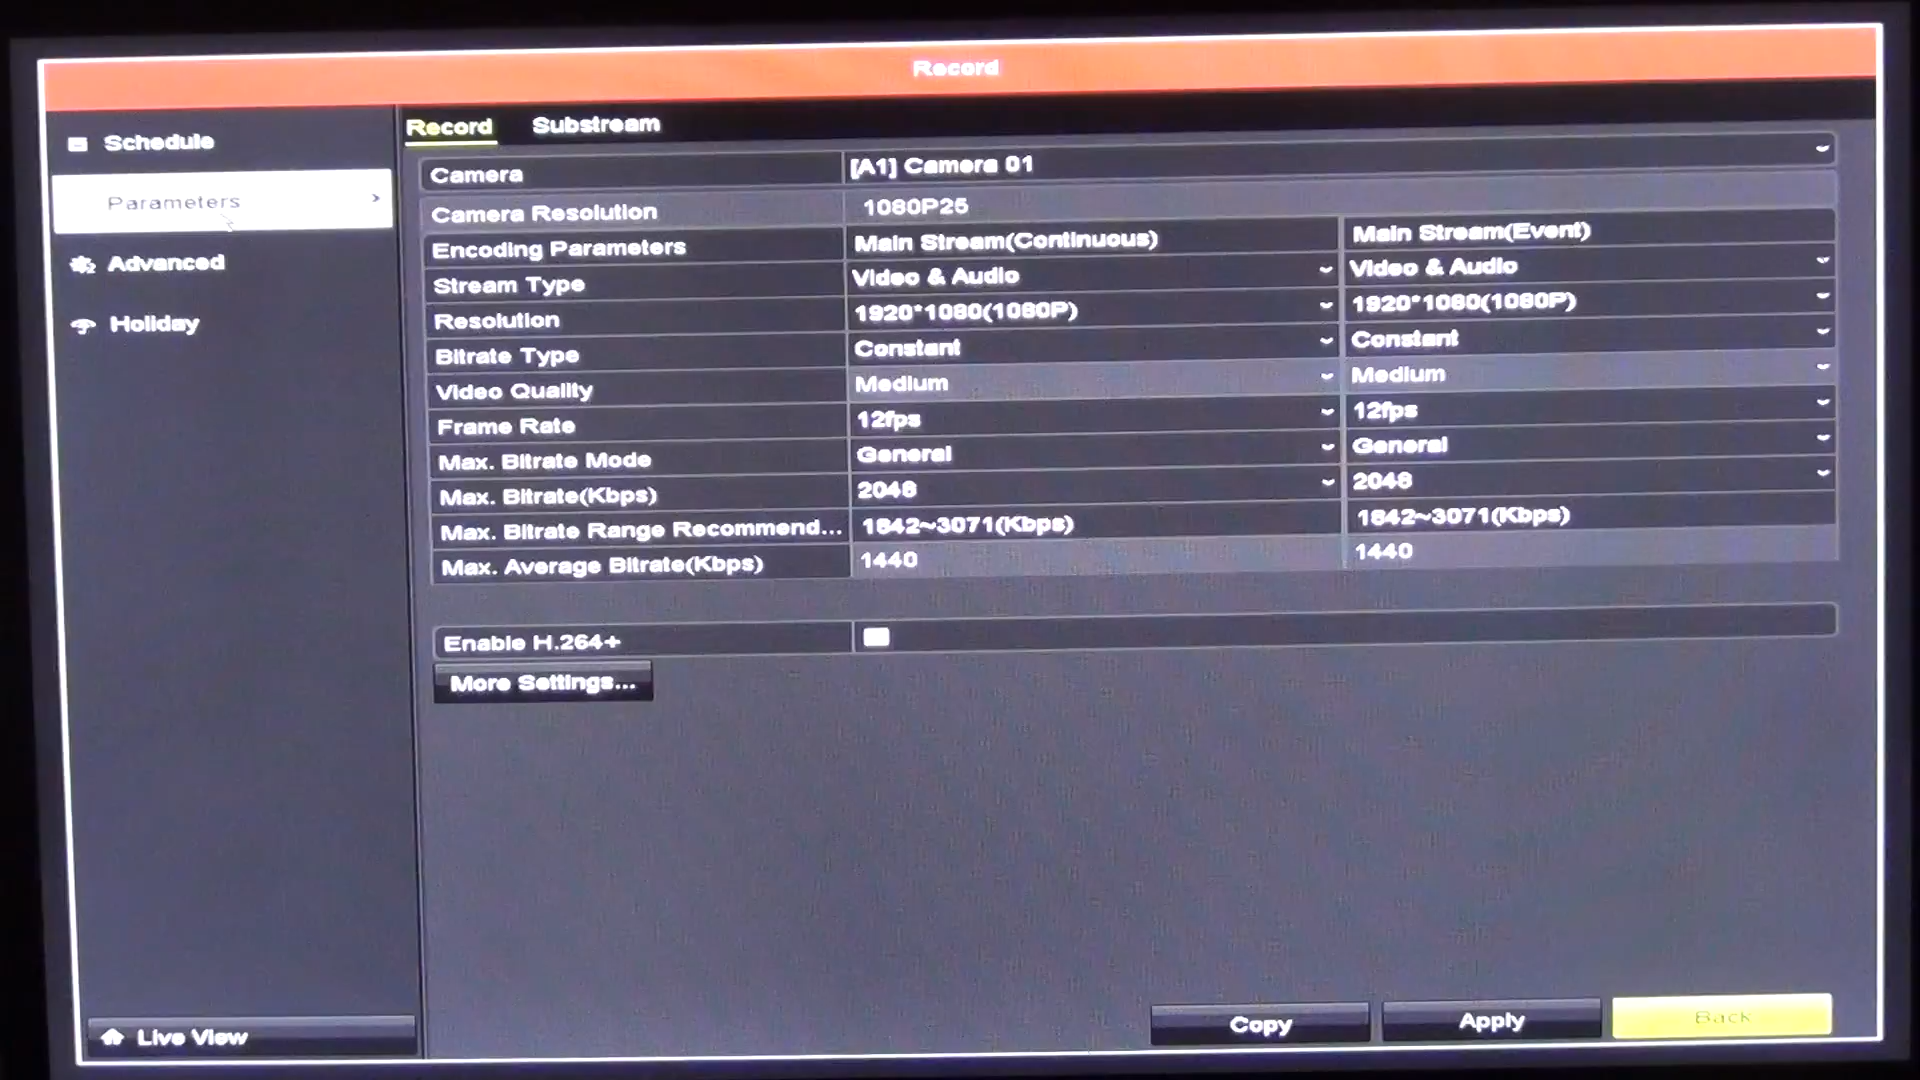 Record
Schedule
Parameters >
Advanced
Holiday
Record Substream
Camera [A1] Camera 01
Camera Resolution 1080P25
Encoding Parameters Main Stream(Continuous) Main Stream(Event)
Stream Type Video & Audio Video & Audio
Resolution 1920*1080(1080P) 1920*1080(1080P)
Bitrate Type Constant Constant
Video Quality Medium Medium
Frame Rate 12fps 12fps
Max. Bitrate Mode General General
Max. Bitrate(Kbps) 2048 2048
Max. Bitrate Range Recommend... 1842~3071(Kbps) 1842~3071(Kbps)
Max. Average Bitrate(Kbps) 1440 1440
Enable H.264+
More Settings...
Live View
Copy Apply Back